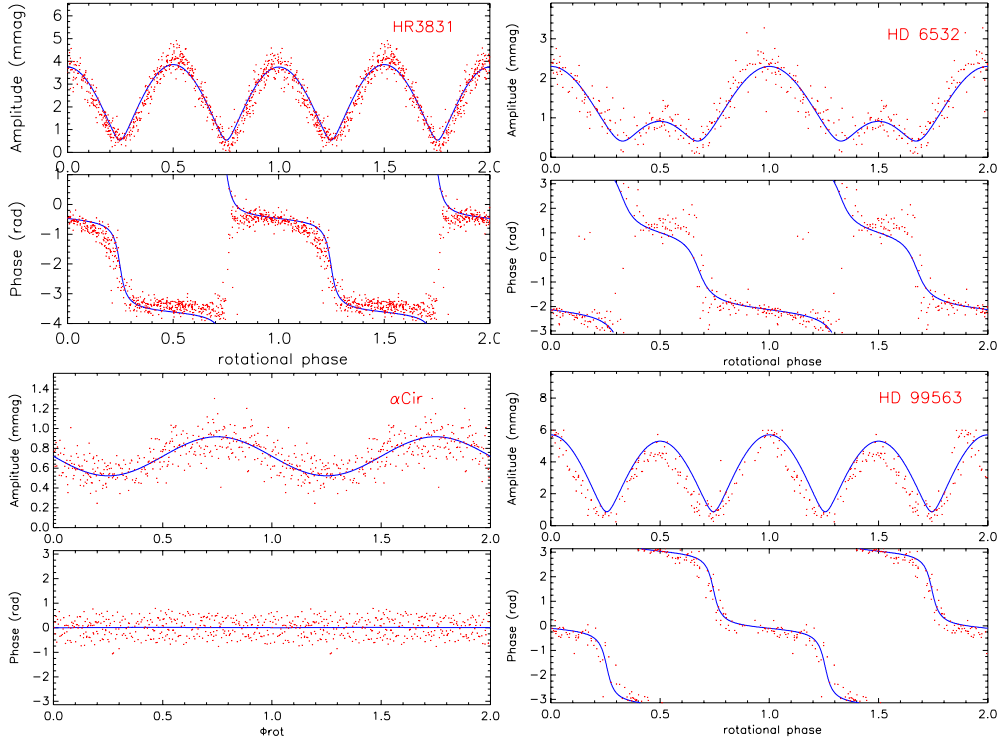 HR3831
Amplitude (mmag)
6
5
4
3
2
1
0
0.0 0.5 1.0 1.5 2.0
Phase (rad)
1
0
−1
−2
−3
−4
0.0 0.5 1.0 1.5 2.0
rotational phase
HD 6532
Amplitude (mmag)
3
2
1
0
0.0 0.5 1.0 1.5 2.0
Phase (rad)
3
2
1
0
−1
−2
−3
0.0 0.5 1.0 1.5 2.0
rotational phase
αCir
Amplitude (mmag)
1.4
1.2
1.0
0.8
0.6
0.4
0.2
0.0
0.0 0.5 1.0 1.5 2.0
Phase (rad)
3
2
1
0
−1
−2
−3
0.0 0.5 1.0 1.5 2.0
Φrot
HD 99563
Amplitude (mmag)
8
6
4
2
0
0.0 0.5 1.0 1.5 2.0
Phase (rad)
3
2
1
0
−1
−2
−3
0.0 0.5 1.0 1.5 2.0
rotational phase